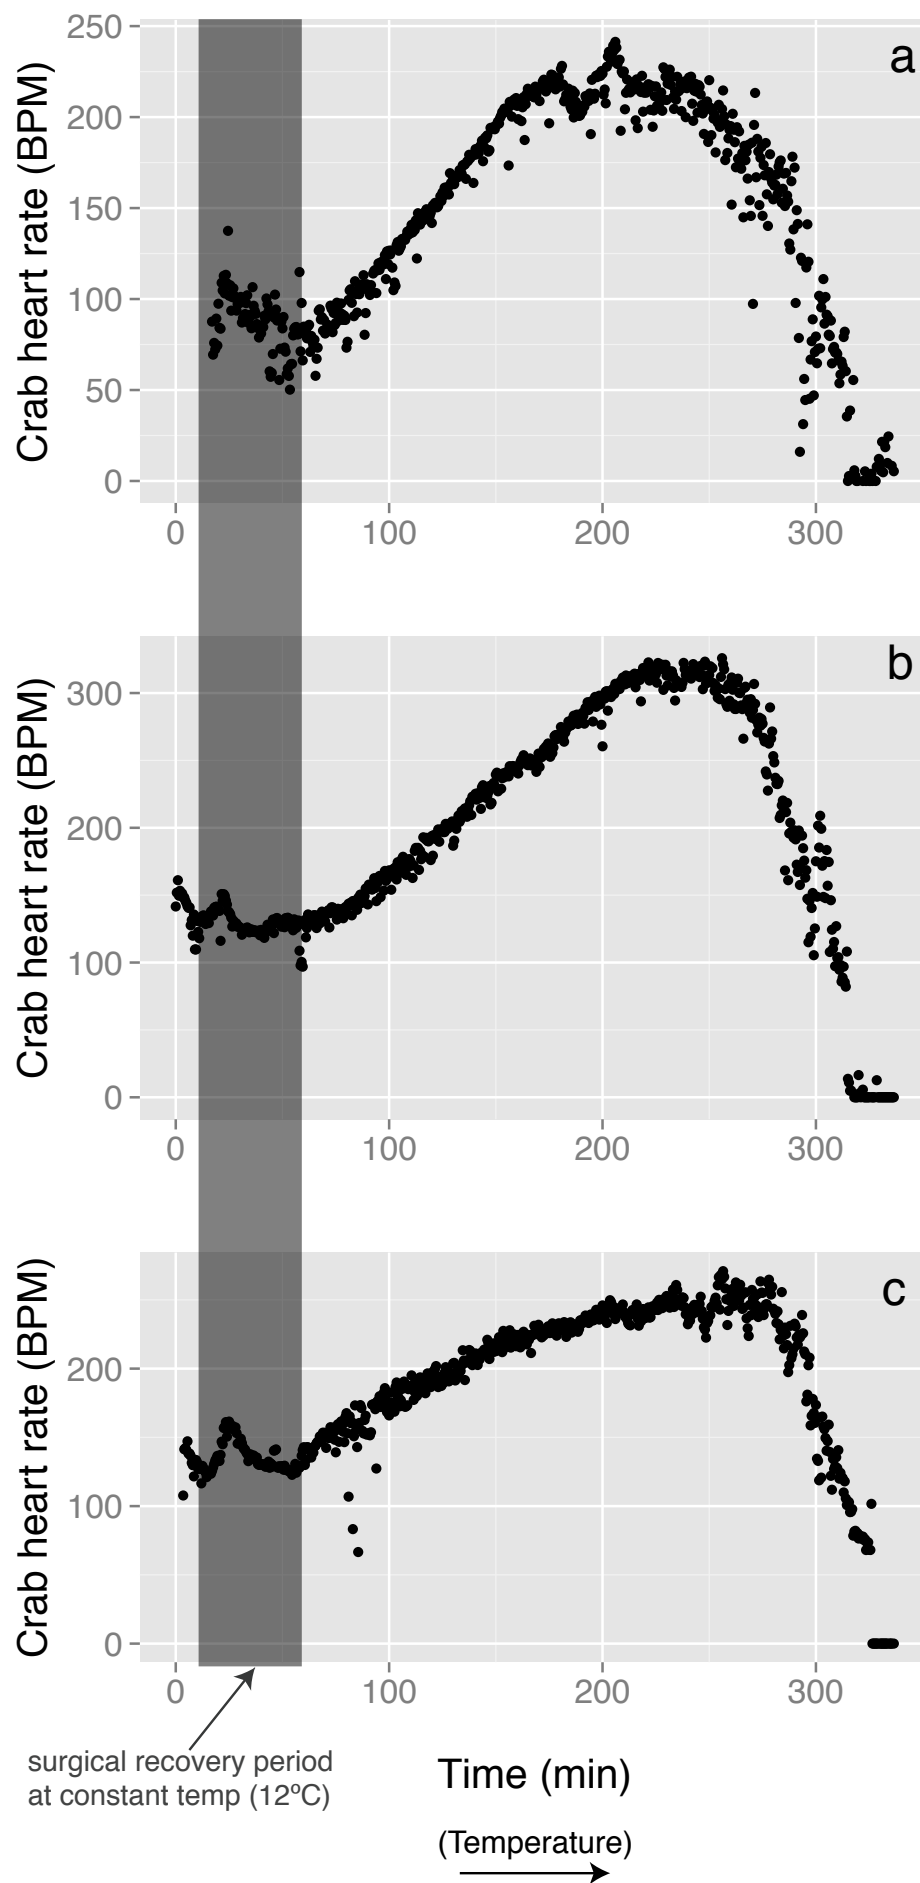 a
Crab heart rate (BPM)
250
200
150
100
50
0
0 100 200 300
b
Crab heart rate (BPM)
300
200
100
0
0 100 200 300
c
Crab heart rate (BPM)
200
100
0
0 100 200 300
surgical recovery period
at constant temp (12ºC)
Time (min)
(Temperature)